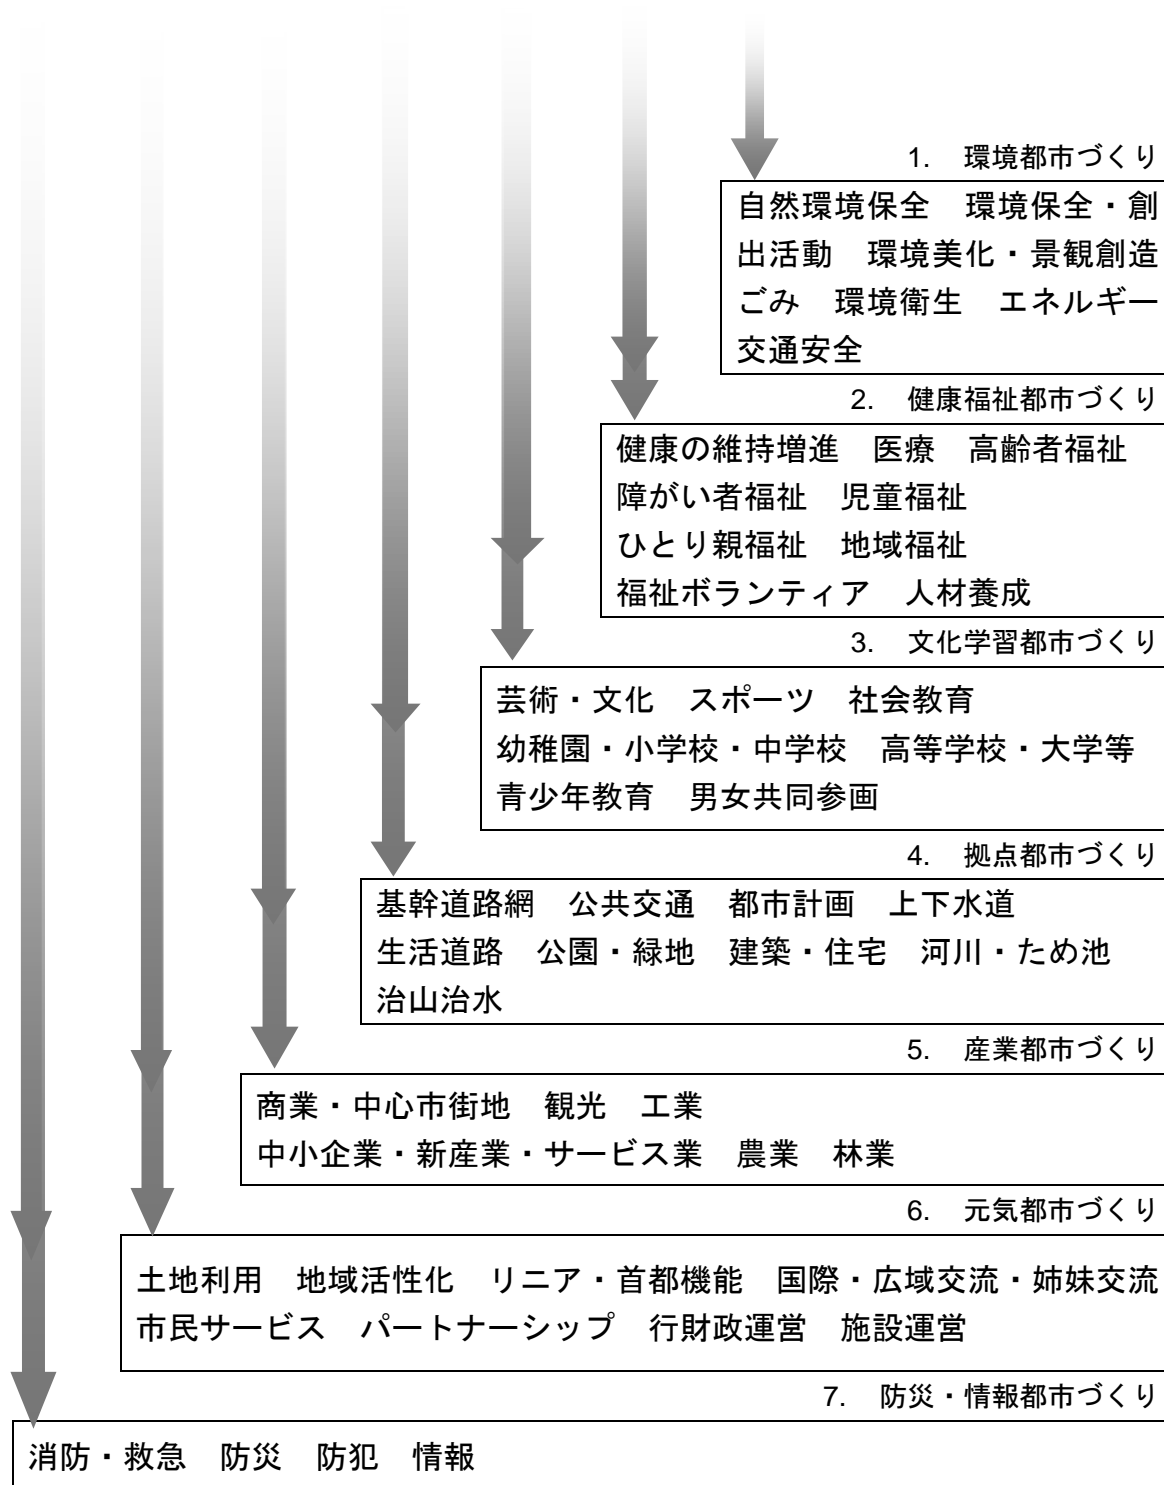 1.　環境都市づくり
自然環境保全　環境保全・創
出活動　環境美化・景観創造
ごみ　環境衛生　エネルギー
交通安全
2.　健康福祉都市づくり
健康の維持増進　医療　高齢者福祉
障がい者福祉　児童福祉
ひとり親福祉　地域福祉
福祉ボランティア　人材養成
3.　文化学習都市づくり
芸術・文化　スポーツ　社会教育
幼稚園・小学校・中学校　高等学校・大学等
青少年教育　男女共同参画
4.　拠点都市づくり
基幹道路網　公共交通　都市計画　上下水道
生活道路　公園・緑地　建築・住宅　河川・ため池
治山治水
5.　産業都市づくり
商業・中心市街地　観光　工業
中小企業・新産業・サービス業　農業　林業
6.　元気都市づくり
土地利用　地域活性化　リニア・首都機能　国際・広域交流・姉妹交流
市民サービス　パートナーシップ　行財政運営　施設運営
7.　防災・情報都市づくり
消防・救急　防災　防犯　情報